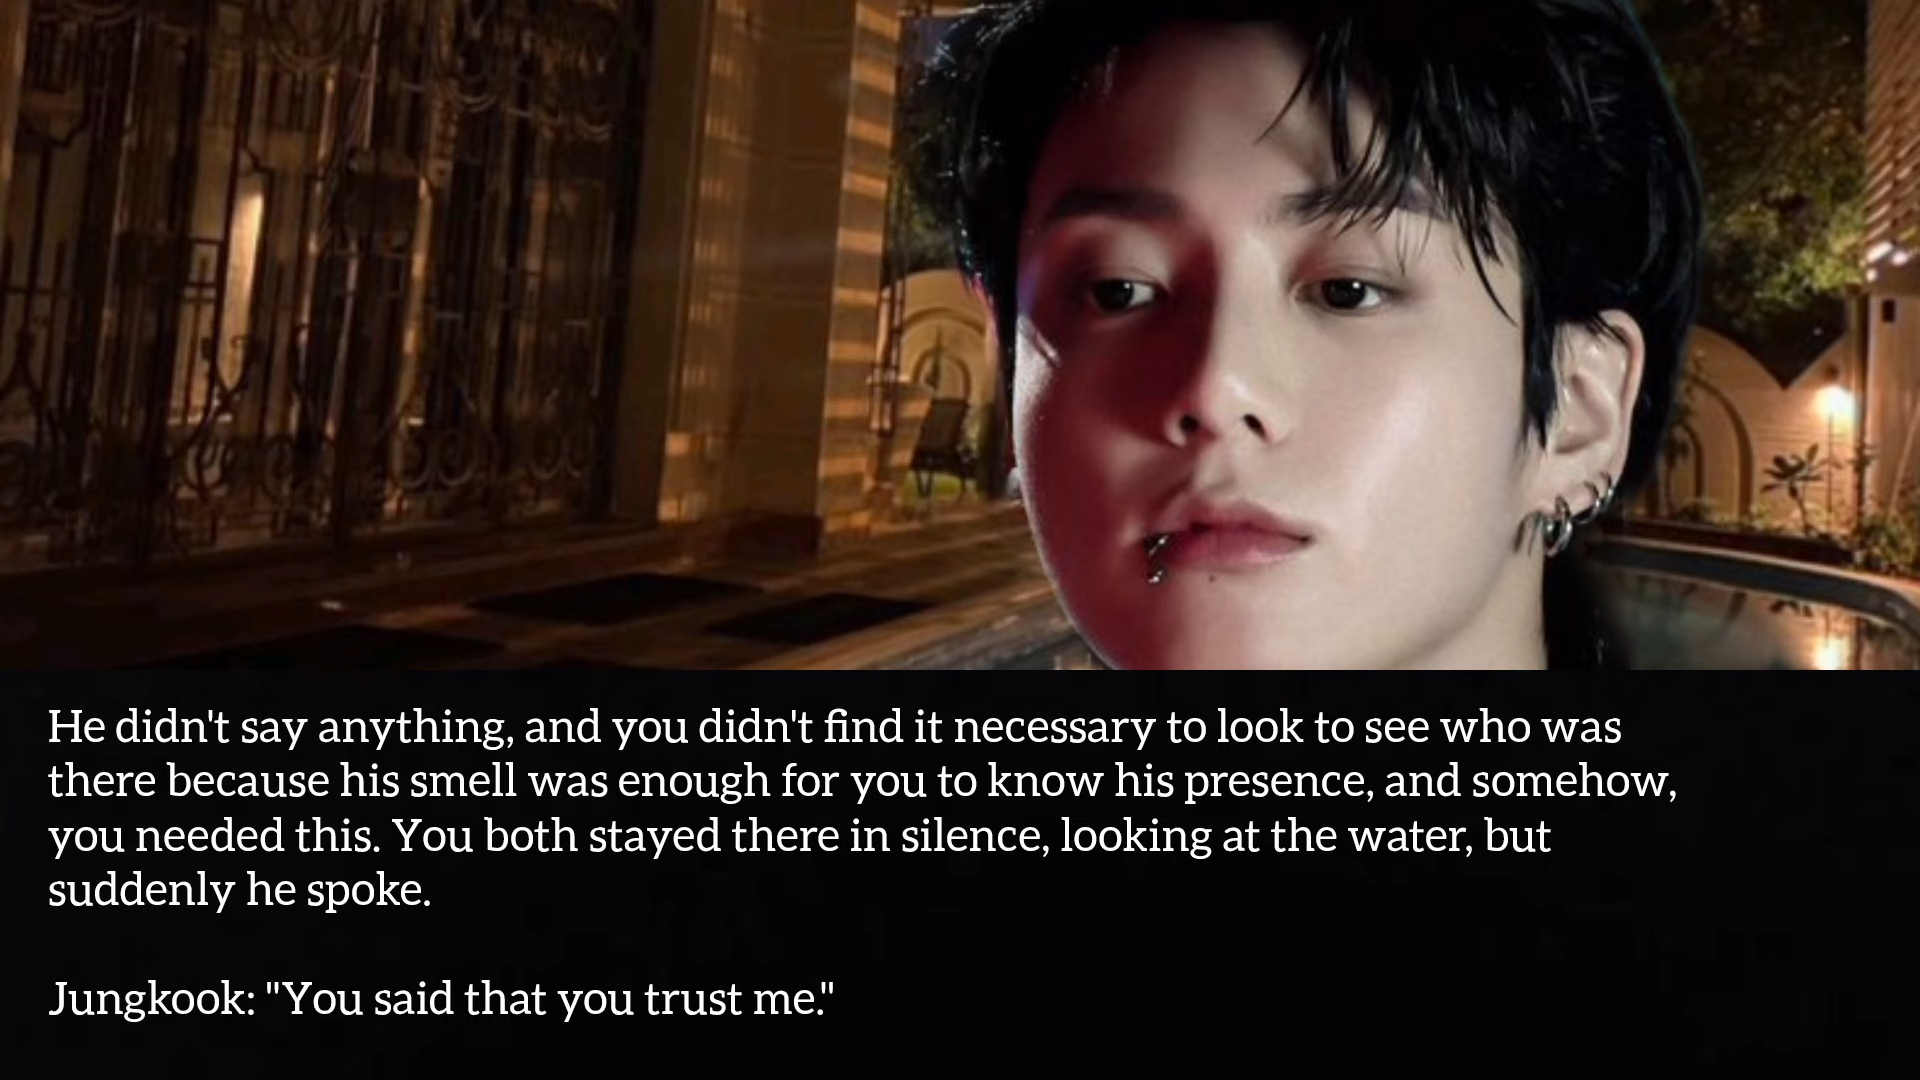 He didn't say anything, and you didn't find it necessary to look to see who was
there because his smell was enough for you to know his presence, and somehow,
you needed this. You both stayed there in silence, looking at the water, but
suddenly he spoke.
Jungkook: "You said that you trust me."